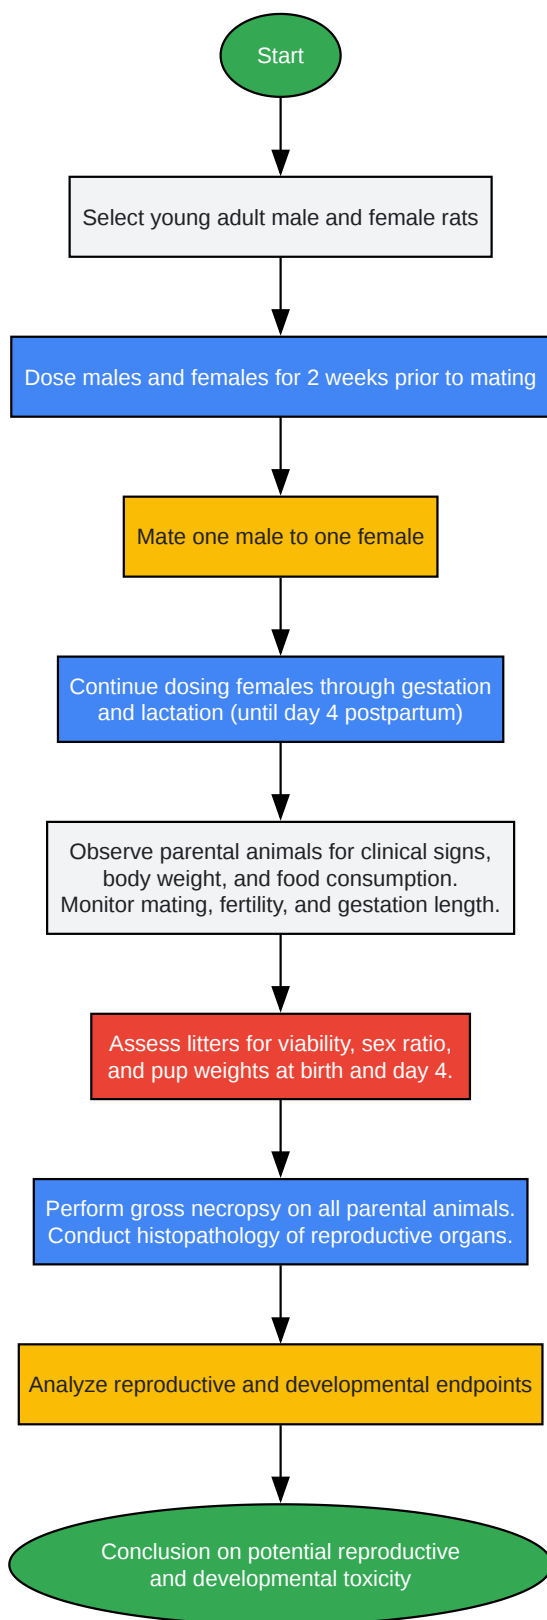 Start
Select young adult male and female rats
Dose males and females for 2 weeks prior to mating
Mate one male to one female
Continue dosing females through gestation
and lactation (until day 4 postpartum)
Observe parental animals for clinical signs,
body weight, and food consumption.
Monitor mating, fertility, and gestation length.
Assess litters for viability, sex ratio,
and pup weights at birth and day 4.
Perform gross necropsy on all parental animals.
Conduct histopathology of reproductive organs.
Analyze reproductive and developmental endpoints
Conclusion on potential reproductive
and developmental toxicity